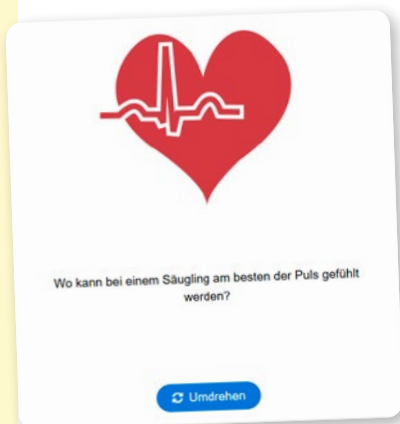 Wo kann bei einem Säugling am besten der Puls gefühlt
werden?
Umdrehen